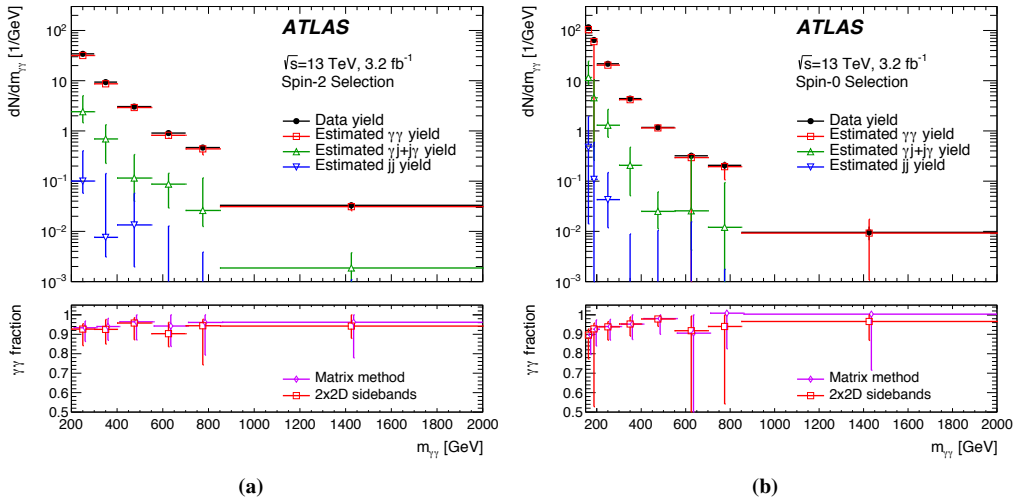 dN/dmγγ [1/GeV]
10²
10
1
10⁻¹
10⁻²
10⁻³
ATLAS
√s=13 TeV, 3.2 fb⁻¹
Spin-2 Selection
Data yield
Estimated γγ yield
Estimated γj+jγ yield
Estimated jj yield
γγ fraction
1
0.9
0.8
0.7
0.6
0.5
Matrix method
2x2D sidebands
200 400 600 800 1000 1200 1400 1600 1800 2000
mγγ [GeV]
(a)
dN/dmγγ [1/GeV]
10²
10
1
10⁻¹
10⁻²
10⁻³
ATLAS
√s=13 TeV, 3.2 fb⁻¹
Spin-0 Selection
Data yield
Estimated γγ yield
Estimated γj+jγ yield
Estimated jj yield
γγ fraction
1
0.9
0.8
0.7
0.6
0.5
Matrix method
2x2D sidebands
200 400 600 800 1000 1200 1400 1600 1800 2000
mγγ [GeV]
(b)